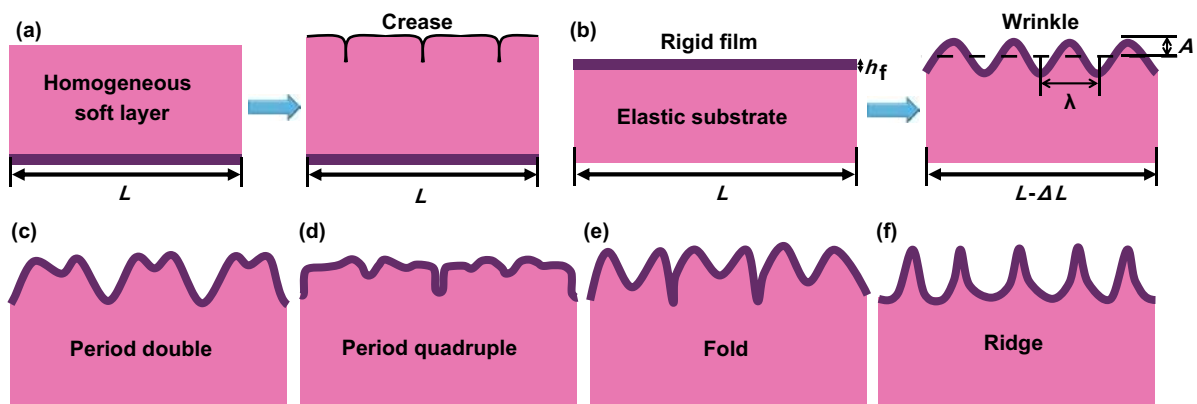 (a)
Homogeneous
soft layer
L
Crease
L
(b)
Rigid film
hf
Elastic substrate
L
Wrinkle
A
λ
L-ΔL
(c)
Period double
(d)
Period quadruple
(e)
Fold
(f)
Ridge